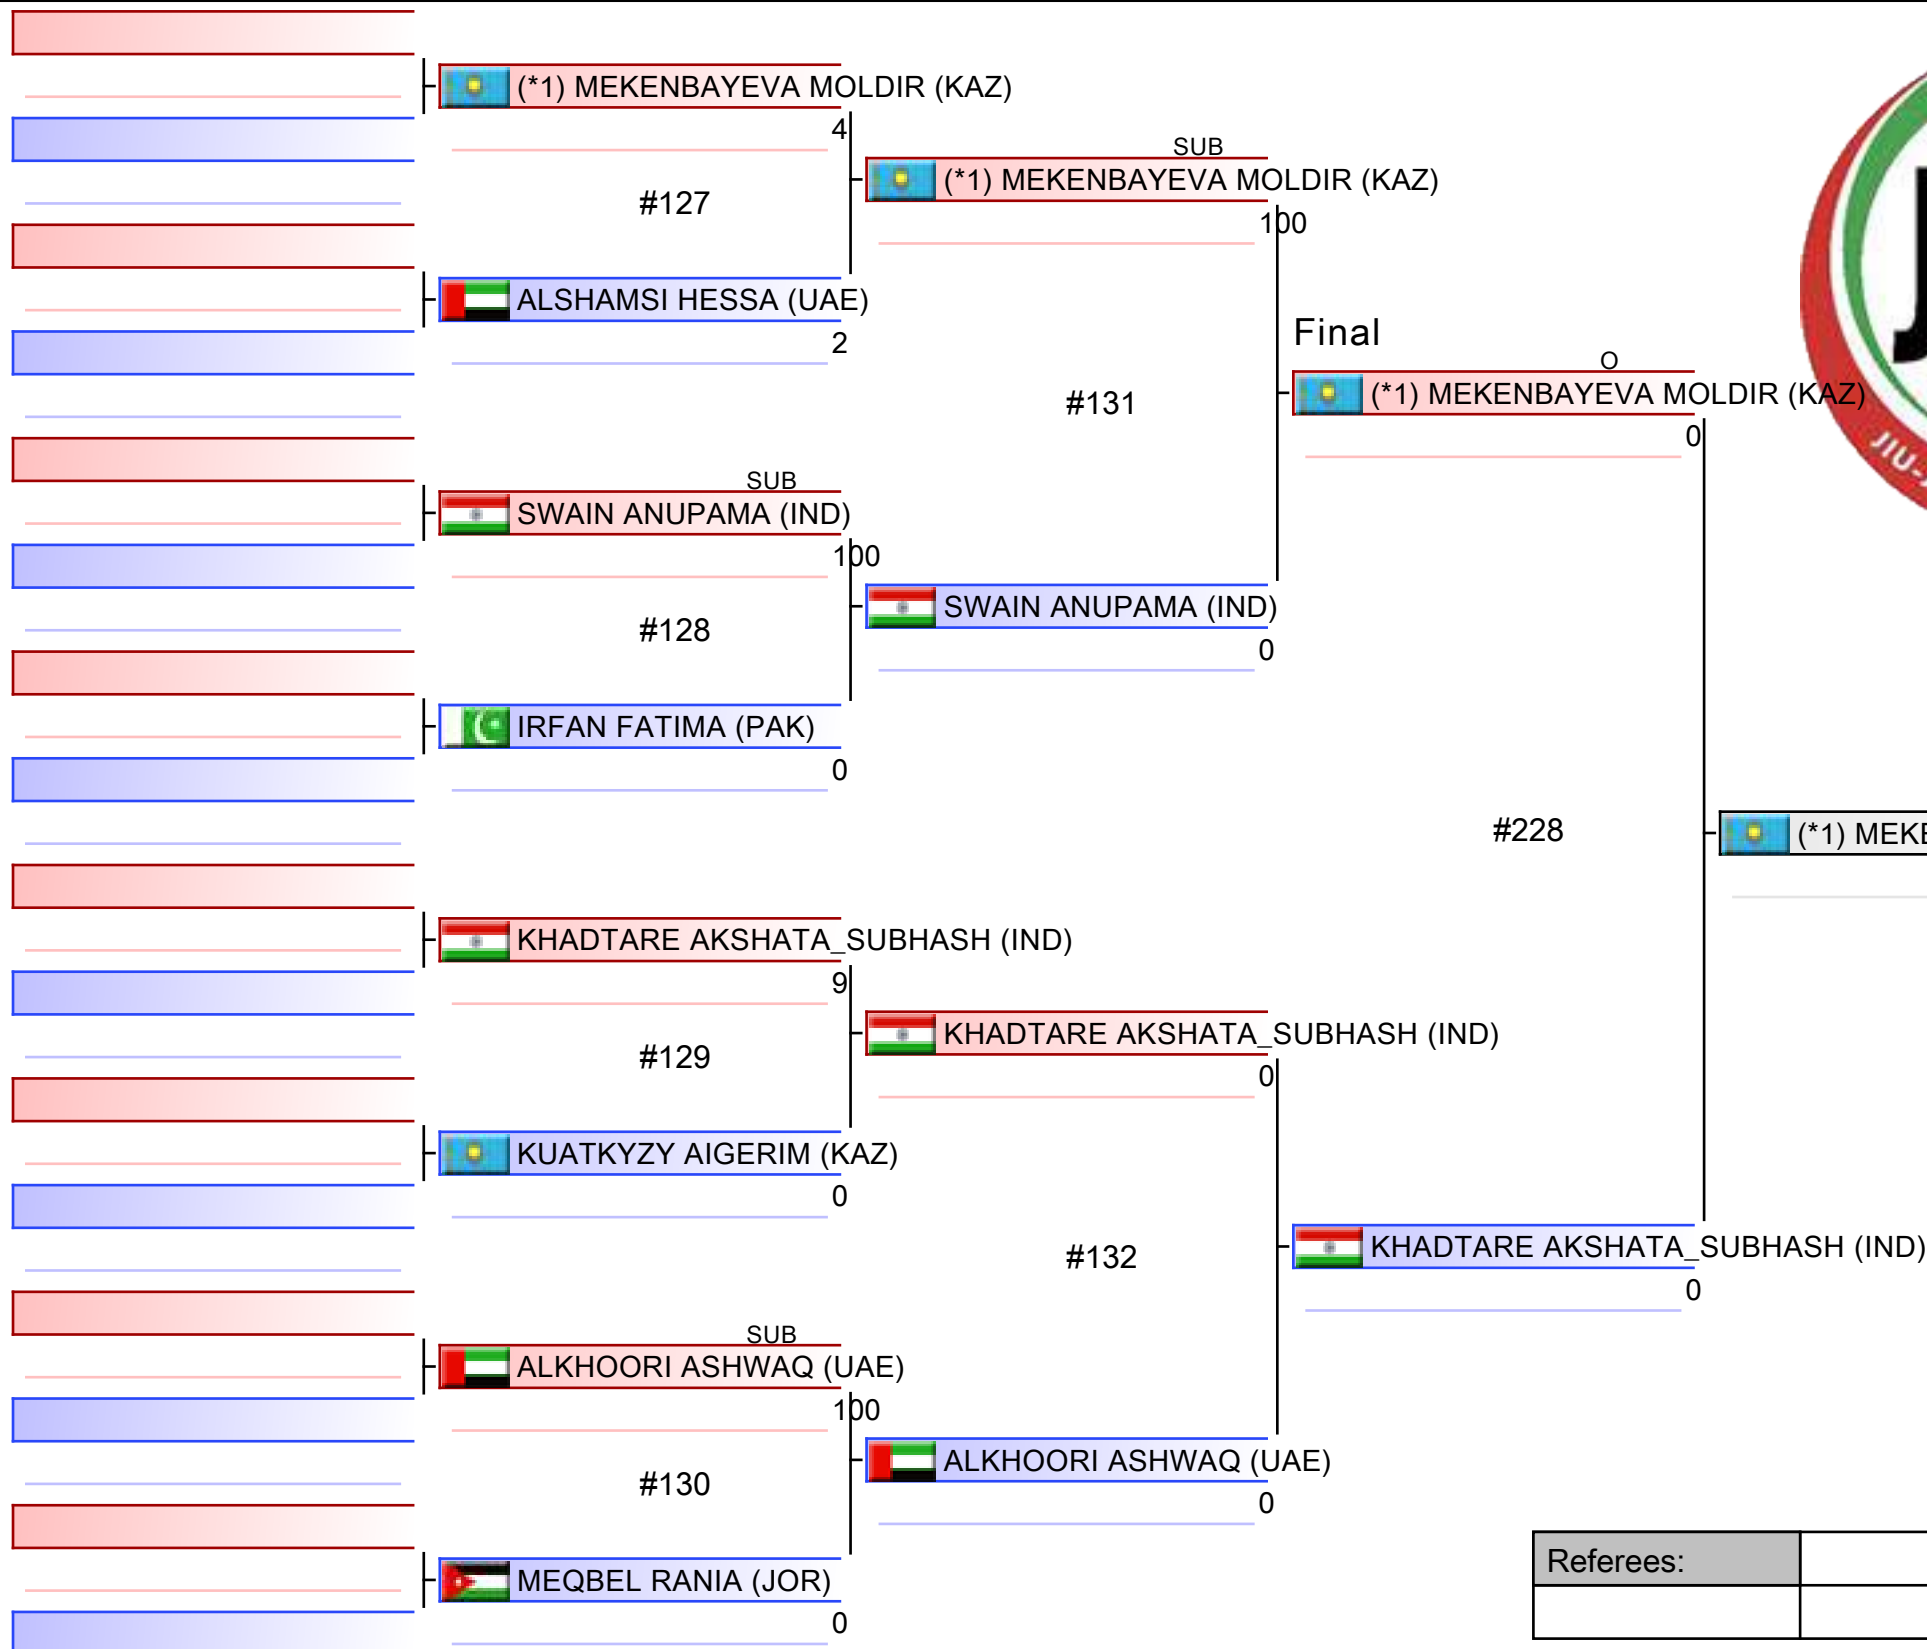 (*1) MEKENBAYEVA MOLDIR (KAZ)
4
#127
ALSHAMSI HESSA (UAE)
2
SUB
SWAIN ANUPAMA (IND)
100
#128
IRFAN FATIMA (PAK)
0
KHADTARE AKSHATA_SUBHASH (IND)
9
#129
KUATKYZY AIGERIM (KAZ)
0
SUB
ALKHOORI ASHWAQ (UAE)
100
#130
MEQBEL RANIA (JOR)
0
SUB
(*1) MEKENBAYEVA MOLDIR (KAZ)
100
#131
SWAIN ANUPAMA (IND)
0
KHADTARE AKSHATA_SUBHASH (IND)
0
#132
ALKHOORI ASHWAQ (UAE)
0
Final
O
(*1) MEKENBAYEVA MOLDIR (KAZ)
0
#228
KHADTARE AKSHATA_SUBHASH (IND)
0
(*1) MEKE
JIU-
Referees: